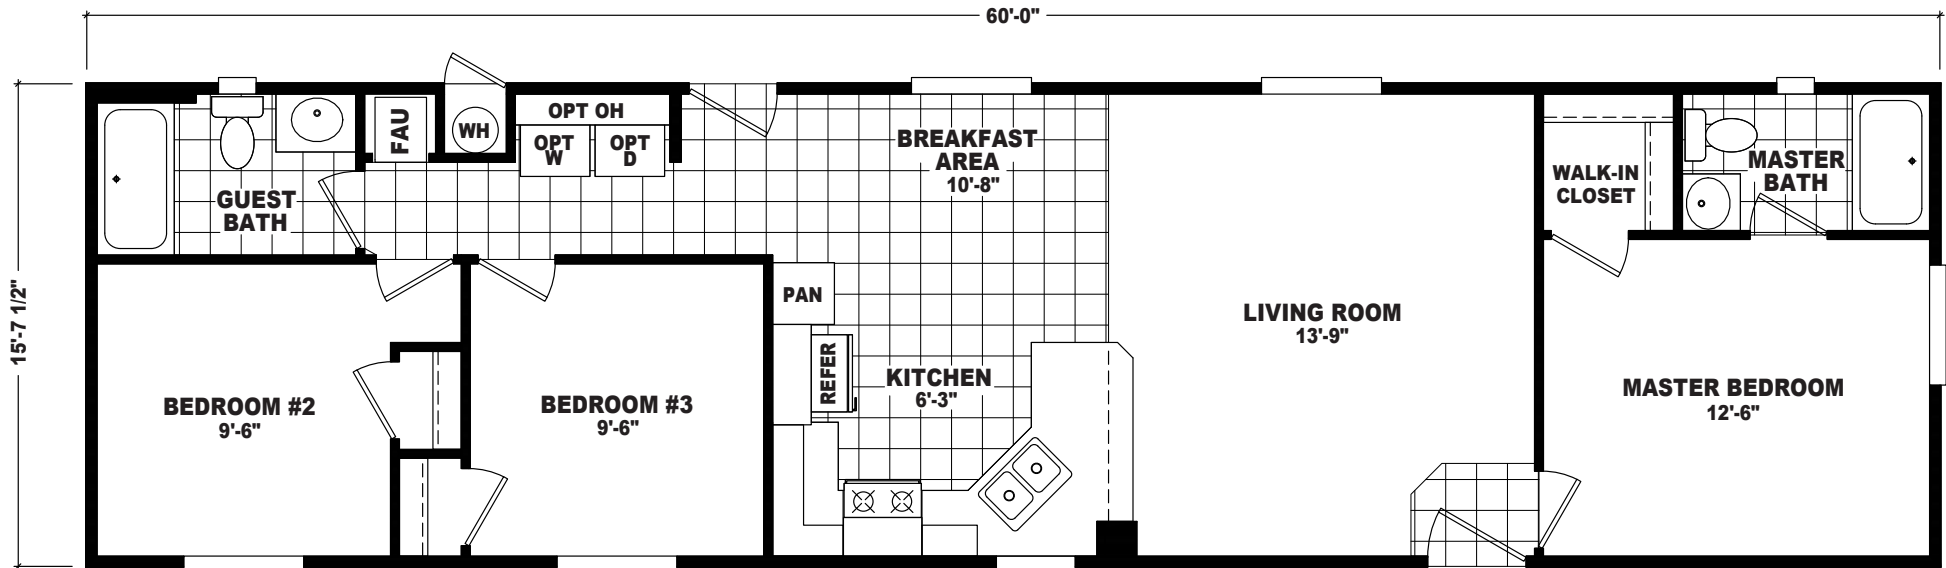 60'-0"
15'-7 1/2"
FAU
WH
OPT OH
OPT
W
OPT
D
GUEST
BATH
BREAKFAST
AREA
10'-8"
WALK-IN
CLOSET
MASTER
BATH
PAN
REFER
LIVING ROOM
13'-9"
BEDROOM #2
9'-6"
BEDROOM #3
9'-6"
KITCHEN
6'-3"
MASTER BEDROOM
12'-6"